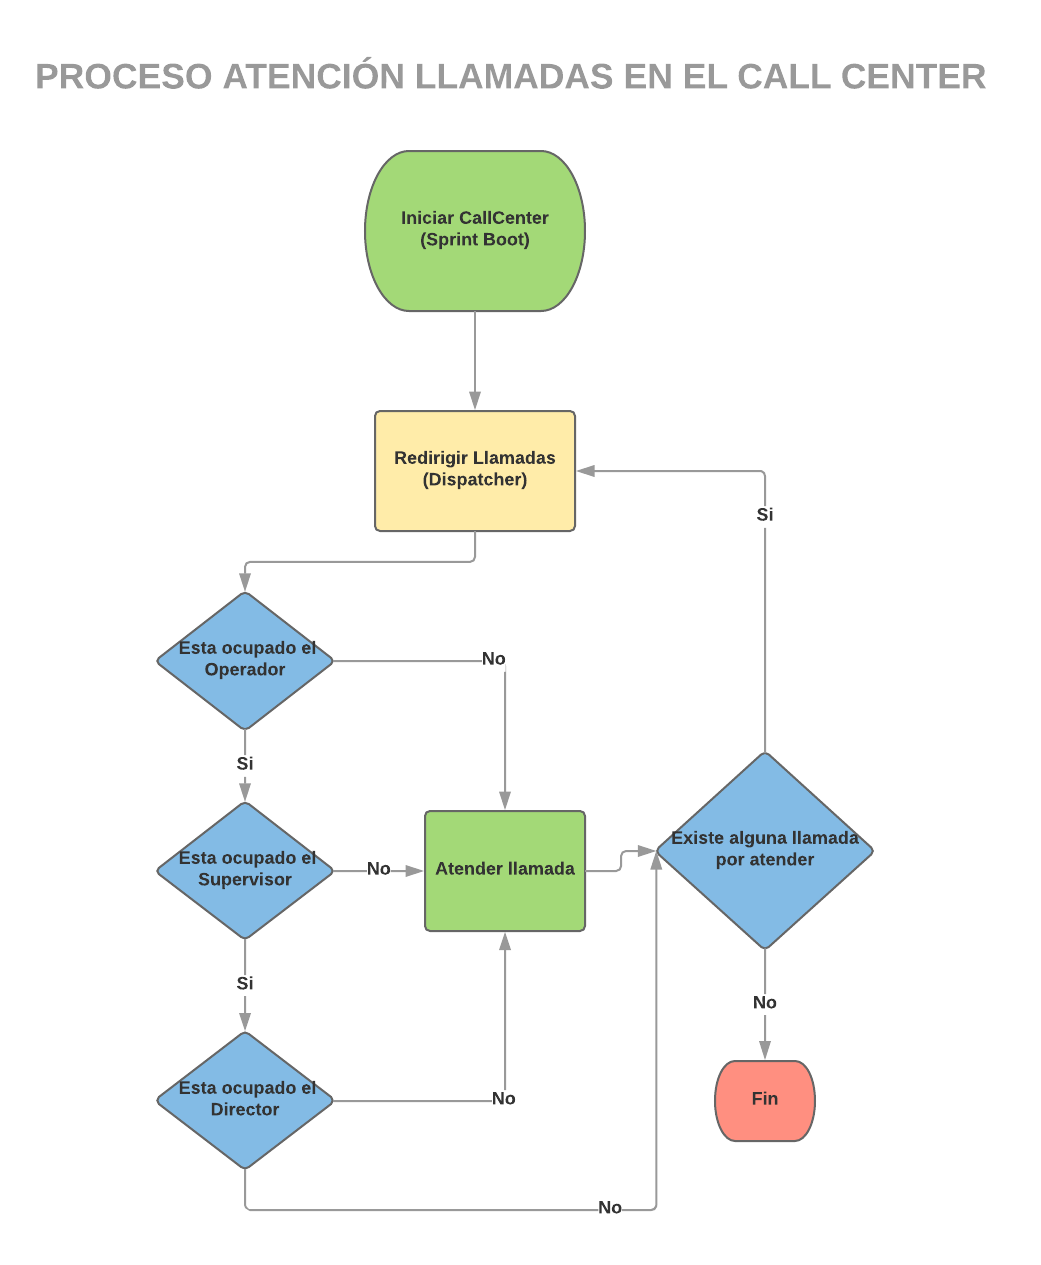 PROCESO ATENCIÓN LLAMADAS EN EL CALL CENTER
Iniciar CallCenter
(Sprint Boot)
Redirigir Llamadas
(Dispatcher)
Si
Esta ocupado el
Operador
No
Si
Esta ocupado el
Supervisor
No
Atender llamada
Existe alguna llamada
por atender
Si
No
Esta ocupado el
Director
No
Fin
No